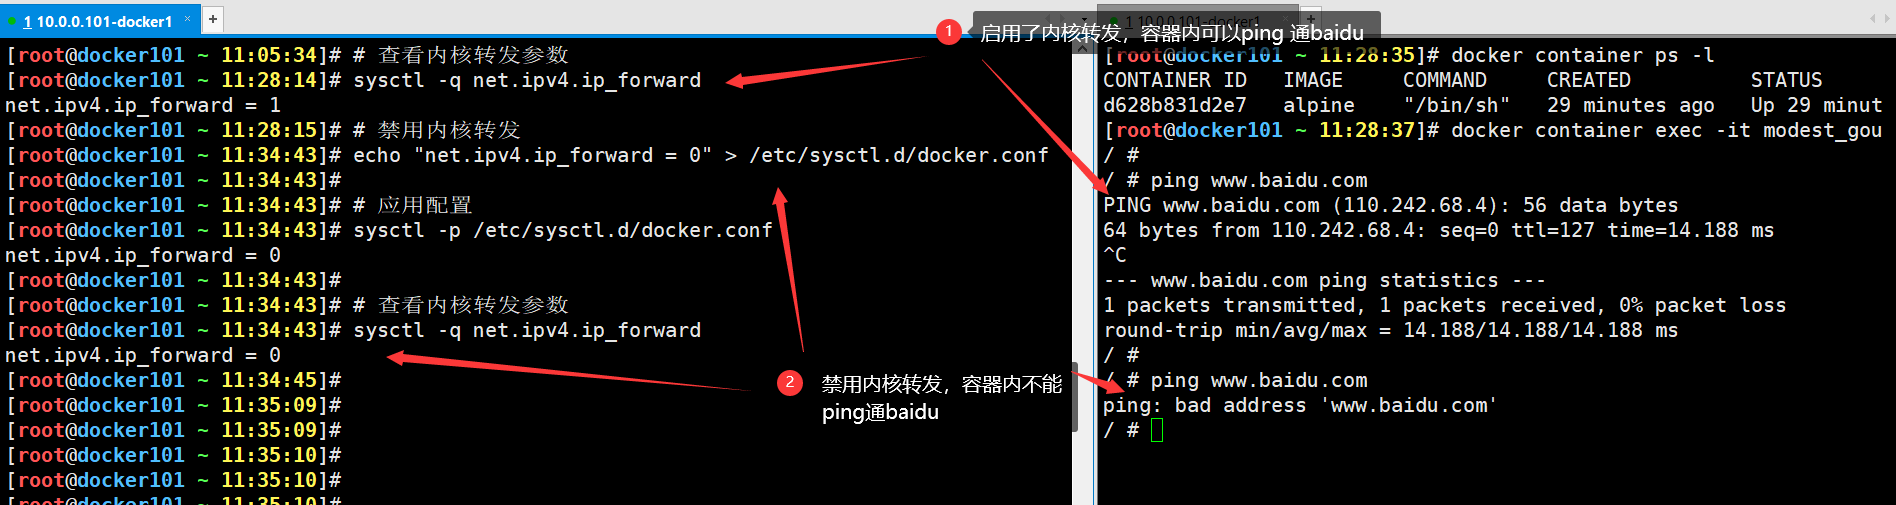 1 10.0.0.101-docker1 × +
[root@docker101 ~ 11:05:34]# # 查看内核转发参数
[root@docker101 ~ 11:28:14]# sysctl -q net.ipv4.ip_forward
net.ipv4.ip_forward = 1
[root@docker101 ~ 11:28:15]# # 禁用内核转发
[root@docker101 ~ 11:34:43]# echo "net.ipv4.ip_forward = 0" > /etc/sysctl.d/docker.conf
[root@docker101 ~ 11:34:43]#
[root@docker101 ~ 11:34:43]# # 应用配置
[root@docker101 ~ 11:34:43]# sysctl -p /etc/sysctl.d/docker.conf
net.ipv4.ip_forward = 0
[root@docker101 ~ 11:34:43]#
[root@docker101 ~ 11:34:43]# # 查看内核转发参数
[root@docker101 ~ 11:34:43]# sysctl -q net.ipv4.ip_forward
net.ipv4.ip_forward = 0
[root@docker101 ~ 11:34:45]#
[root@docker101 ~ 11:35:09]#
[root@docker101 ~ 11:35:09]#
[root@docker101 ~ 11:35:10]#
[root@docker101 ~ 11:35:10]#
[root@docker101 ~ 11:35:10]#
1 启用了内核转发，容器内可以ping 通baidu
2 禁用内核转发，容器内不能
ping通baidu
1 10.0.0.101-docker1 × +
[root@docker101 ~ 11:28:35]# docker container ps -l
CONTAINER ID IMAGE COMMAND CREATED STATUS
d628b831d2e7 alpine "/bin/sh" 29 minutes ago Up 29 minut
[root@docker101 ~ 11:28:37]# docker container exec -it modest_gou
/ #
/ # ping www.baidu.com
PING www.baidu.com (110.242.68.4): 56 data bytes
64 bytes from 110.242.68.4: seq=0 ttl=127 time=14.188 ms
^C
--- www.baidu.com ping statistics ---
1 packets transmitted, 1 packets received, 0% packet loss
round-trip min/avg/max = 14.188/14.188/14.188 ms
/ #
/ # ping www.baidu.com
ping: bad address 'www.baidu.com'
/ #